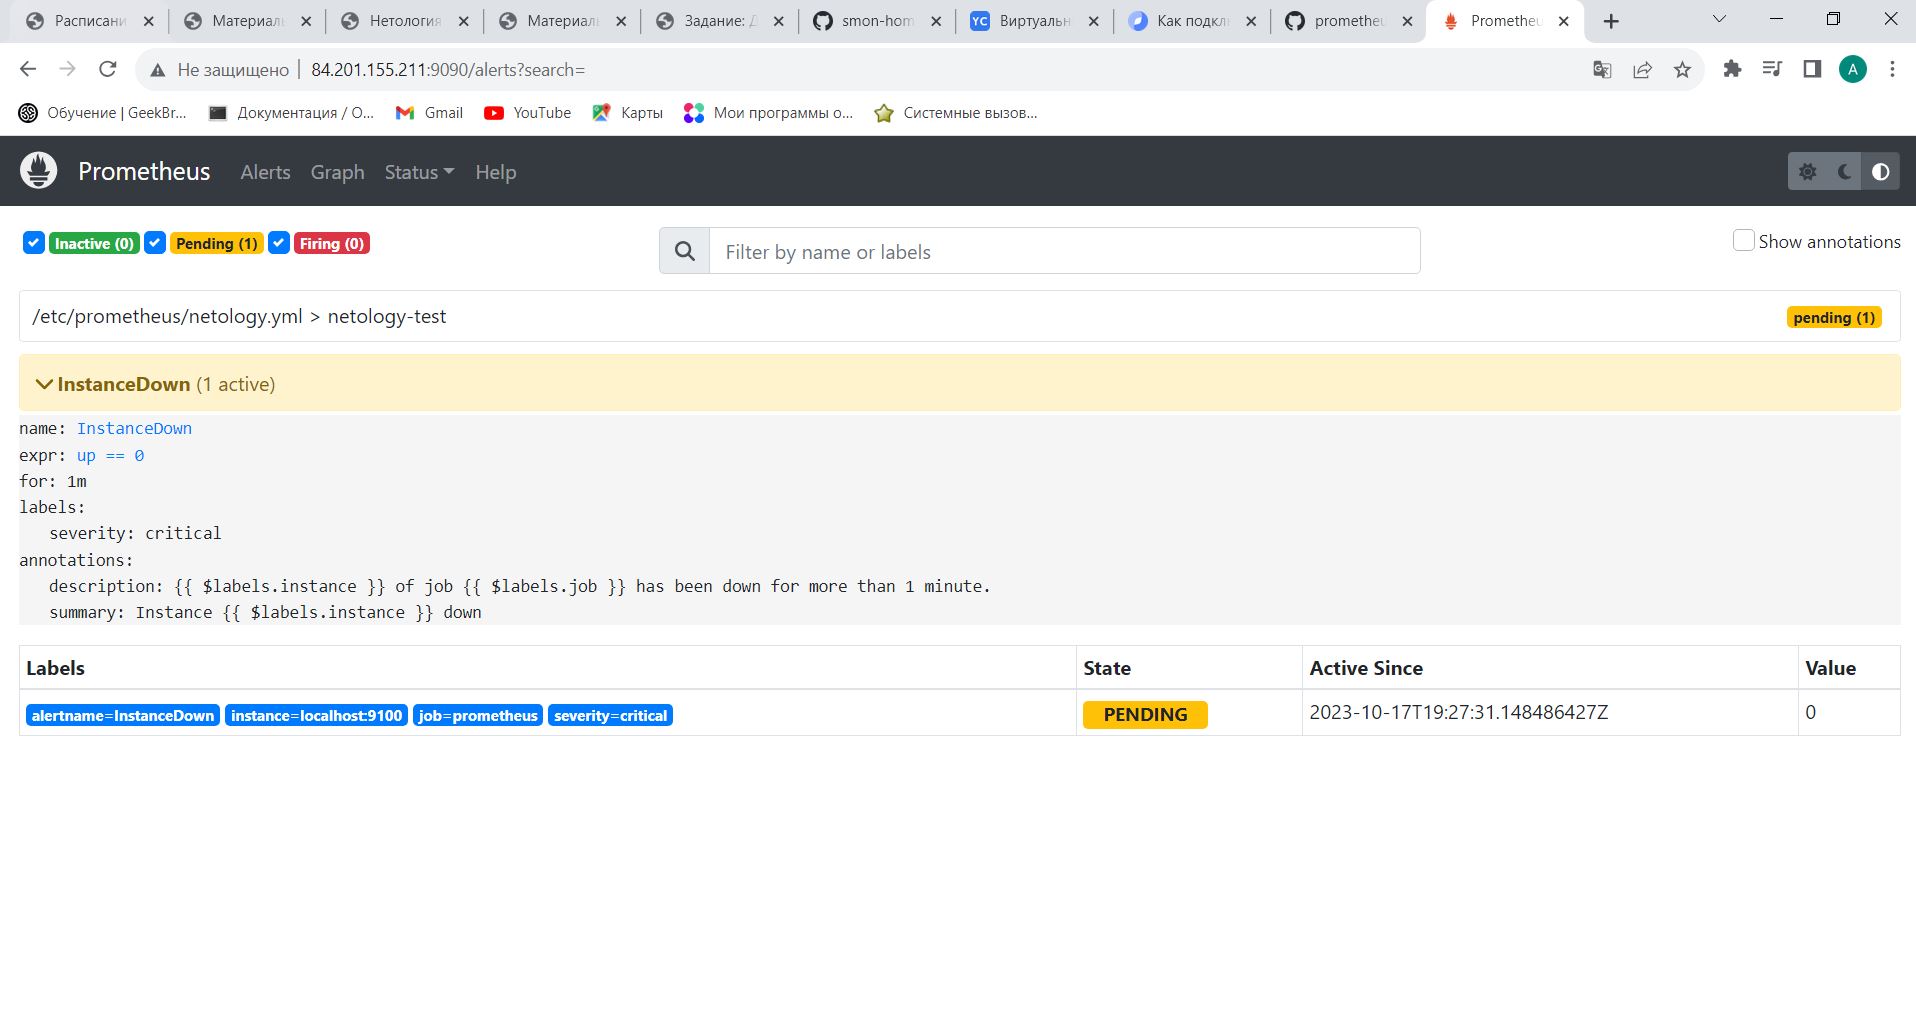 Расписани
Материаль
Нетология
Материаль
Задание: Д
smon-hom
YC Виртуальн
Как подкл
prometheu
Prometheu
Не защищено 84.201.155.211:9090/alerts?search=
A
Обучение | GeekBr... Документация / О... Gmail YouTube Карты Мои программы о... Системные вызов...
Prometheus Alerts Graph Status Help
Inactive (0) Pending (1) Firing (0) Filter by name or labels Show annotations
/etc/prometheus/netology.yml > netology-test pending (1)
InstanceDown (1 active)
name: InstanceDown
expr: up == 0
for: 1m
labels:
severity: critical
annotations:
description: {{ $labels.instance }} of job {{ $labels.job }} has been down for more than 1 minute.
summary: Instance {{ $labels.instance }} down
Labels State Active Since Value
alertname=InstanceDown instance=localhost:9100 job=prometheus severity=critical PENDING 2023-10-17T19:27:31.148486427Z 0